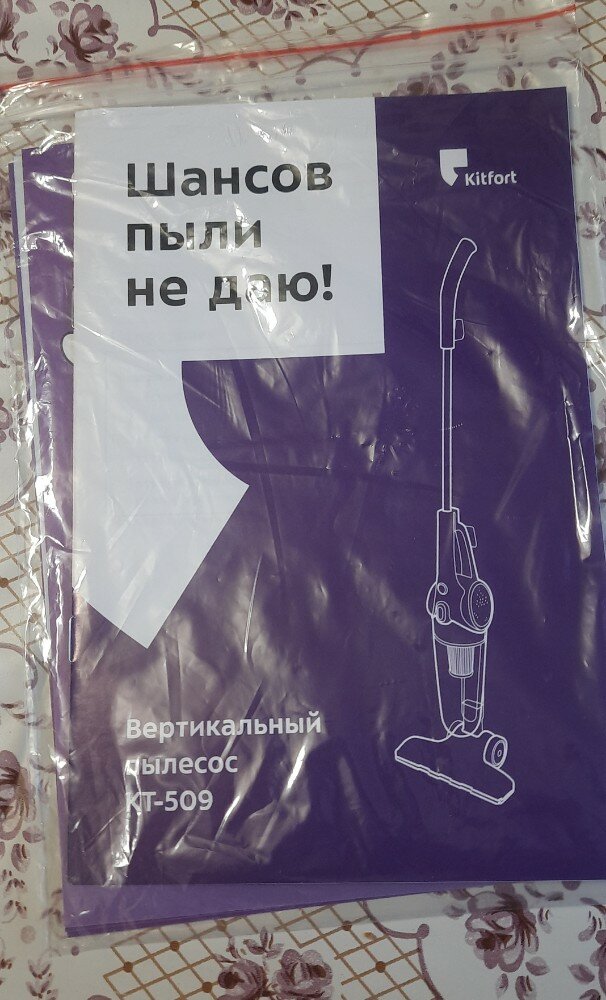 Шансов
пыли
не даю!
Kitfort
Вертикальный
пылесос
КТ-509